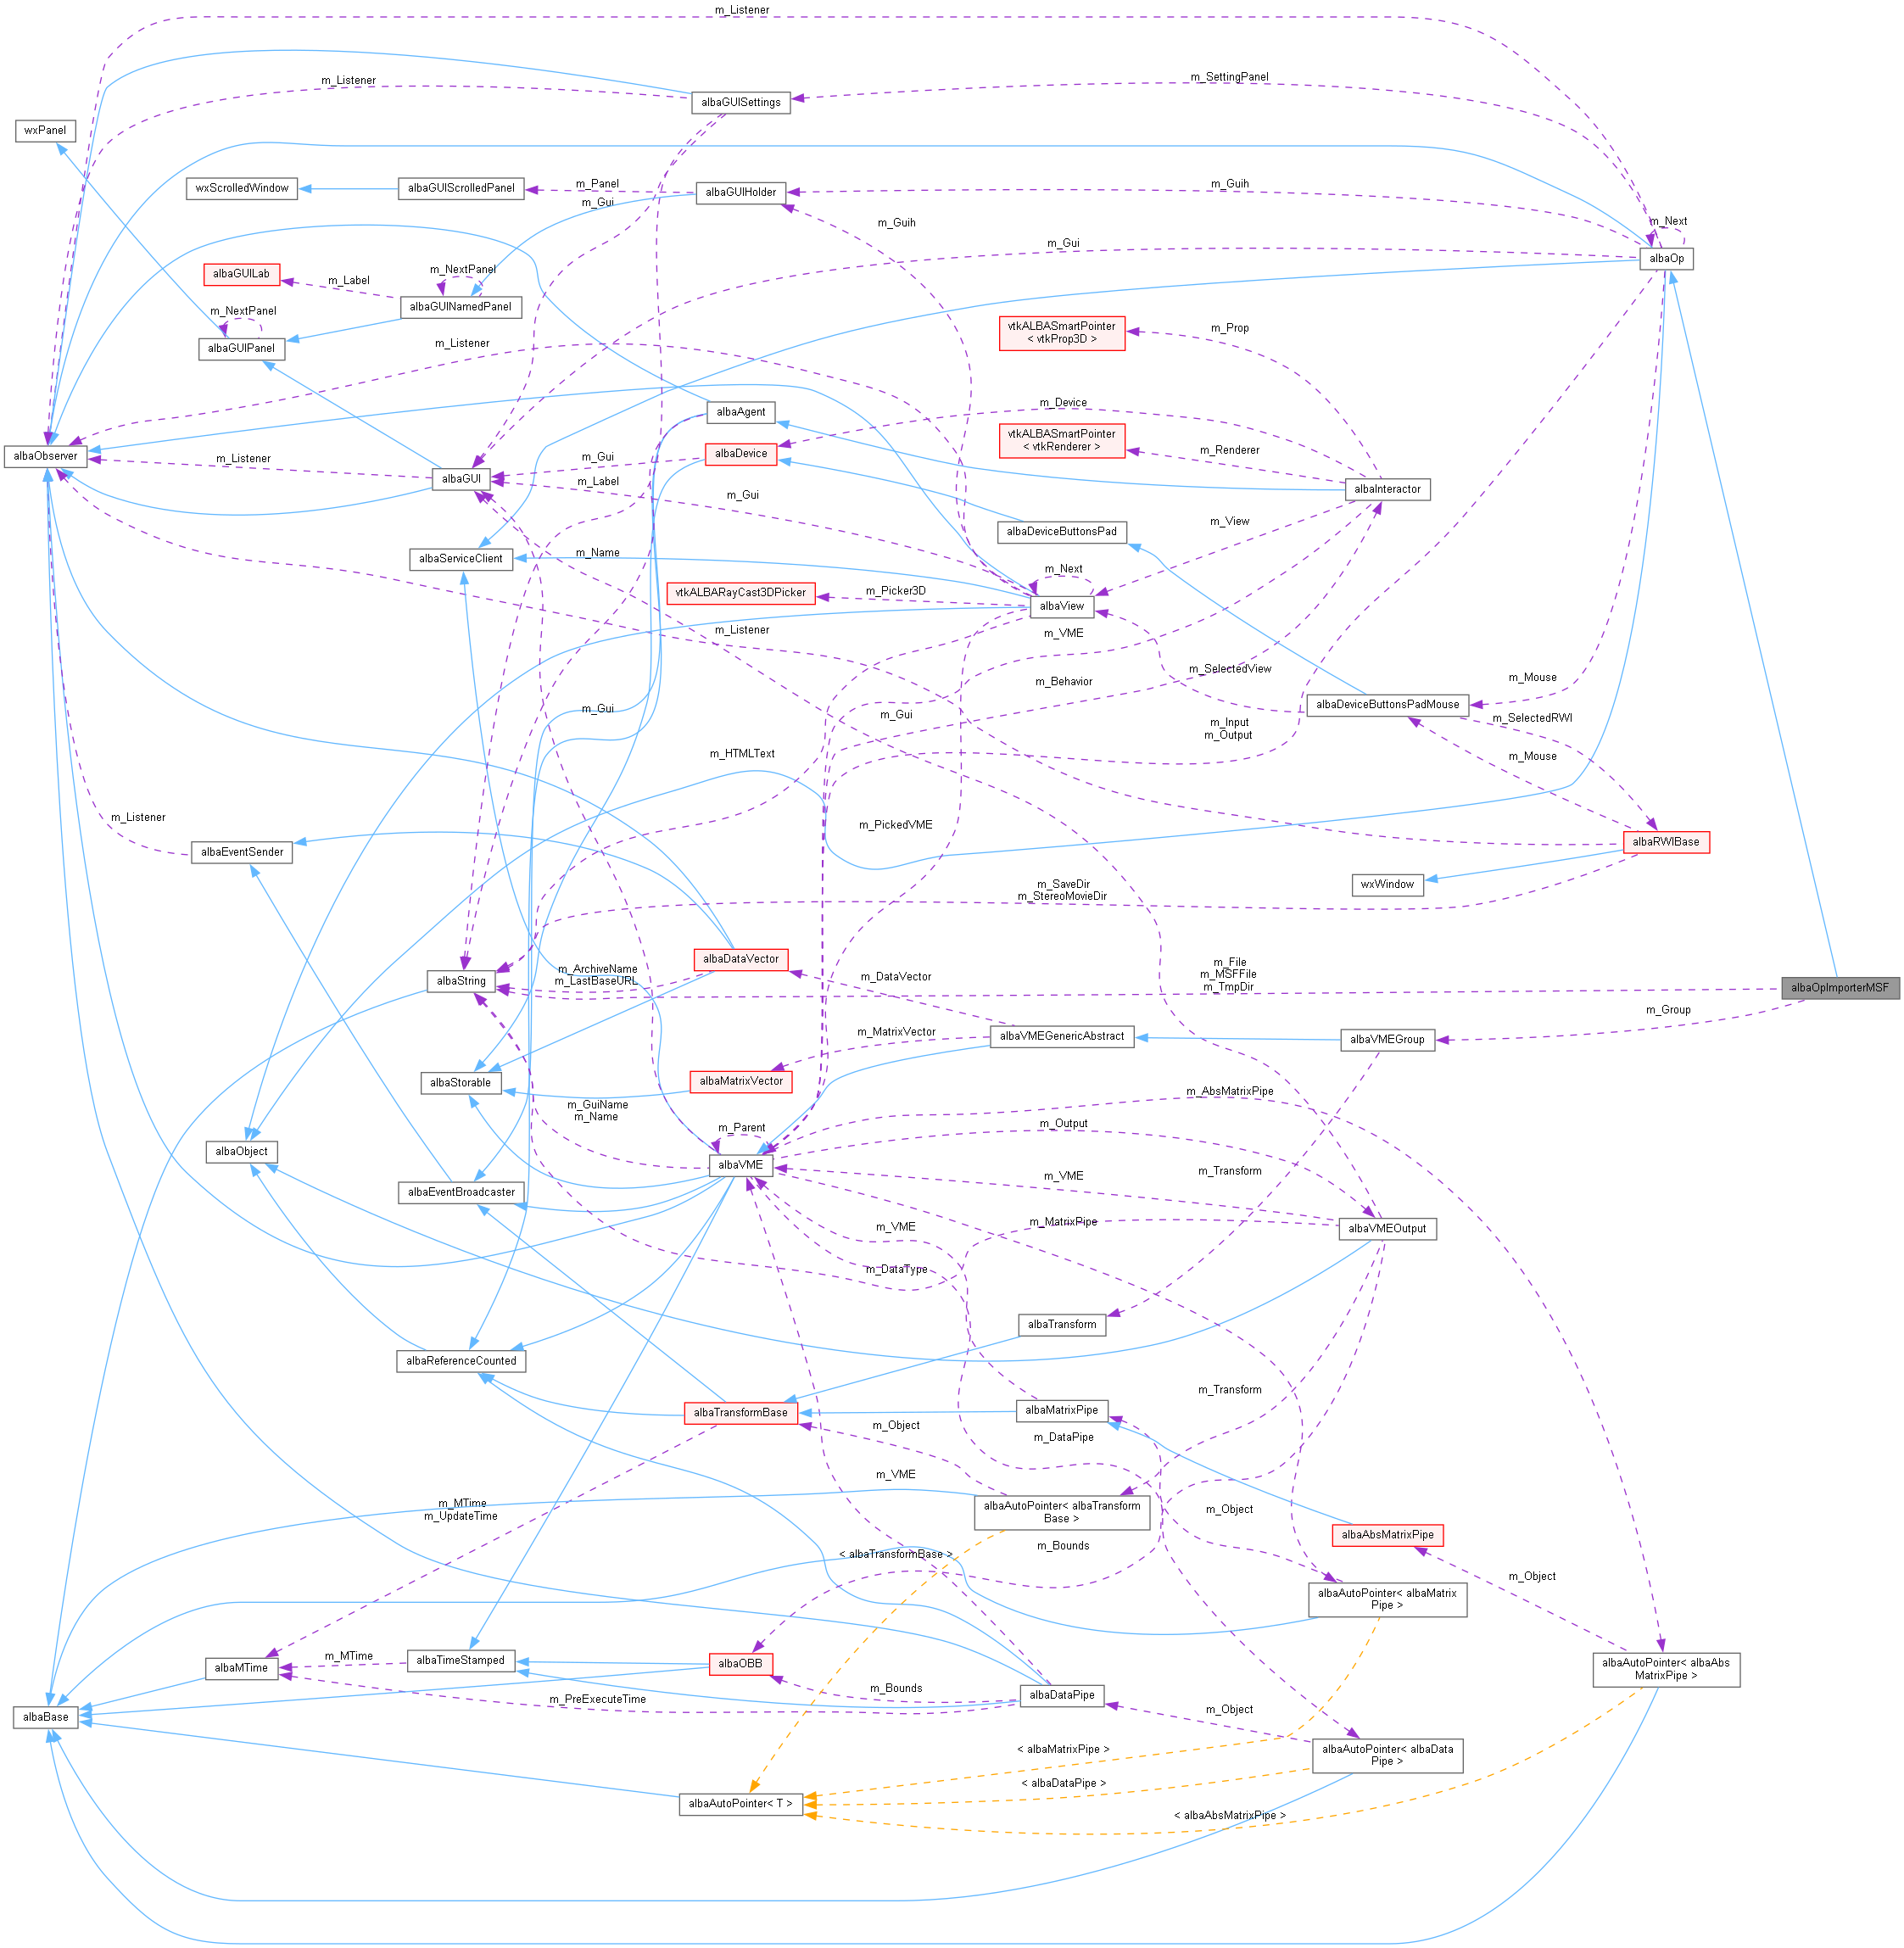 m_Listener
m_Listener
m_SettingPanel
albaGUISettings
wxPanel
wxScrolledWindow
albaGUIScrolledPanel
m_Panel
albaGUIHolder
m_Guih
m_Gui
m_Guih
m_Next
m_Gui
albaOp
albaGUILab
m_Label
m_NextPanel
albaGUINamedPanel
m_NextPanel
albaGUIPanel
vtkALBASmartPointer
< vtkProp3D >
m_Prop
m_Listener
m_Device
albaAgent
vtkALBASmartPointer
< vtkRenderer >
m_Renderer
albaObserver
m_Listener
m_Gui
albaDevice
albaGUI
m_Label
m_Gui
albaInteractor
albaDeviceButtonsPad
m_View
albaServiceClient
m_Name
m_Next
vtkALBARayCast3DPicker
m_Picker3D
albaView
m_Listener
m_VME
m_SelectedView
m_Behavior
m_Mouse
albaDeviceButtonsPadMouse
m_SelectedRWI
m_Gui
m_Gui
m_Input
m_Output
m_HTMLText
m_Mouse
m_Listener
m_PickedVME
albaRWIBase
albaEventSender
wxWindow
m_SaveDir
m_StereoMovieDir
albaDataVector
m_ArchiveName
m_LastBaseURL
albaString
m_DataVector
m_File
m_MSFFile
m_TmpDir
albaOpImporterMSF
m_Group
m_MatrixVector
albaVMEGenericAbstract
albaVMEGroup
albaStorable
albaMatrixVector
m_AbsMatrixPipe
m_GuiName
m_Name
m_Parent
m_Output
albaObject
albaVME
m_Transform
m_VME
albaEventBroadcaster
m_VME
m_MatrixPipe
albaVMEOutput
m_DataType
albaTransform
albaReferenceCounted
m_Transform
albaTransformBase
albaMatrixPipe
m_Object
m_DataPipe
m_VME
m_MTime
m_UpdateTime
albaAutoPointer< albaTransform
Base >
m_Object
albaAbsMatrixPipe
m_Bounds
< albaTransformBase >
m_Object
albaAutoPointer< albaMatrix
Pipe >
albaMTime
m_MTime
albaTimeStamped
albaOBB
albaAutoPointer< albaAbs
MatrixPipe >
m_Bounds
albaDataPipe
m_PreExecuteTime
m_Object
albaBase
< albaMatrixPipe >
albaAutoPointer< albaData
Pipe >
< albaDataPipe >
albaAutoPointer< T >
< albaAbsMatrixPipe >